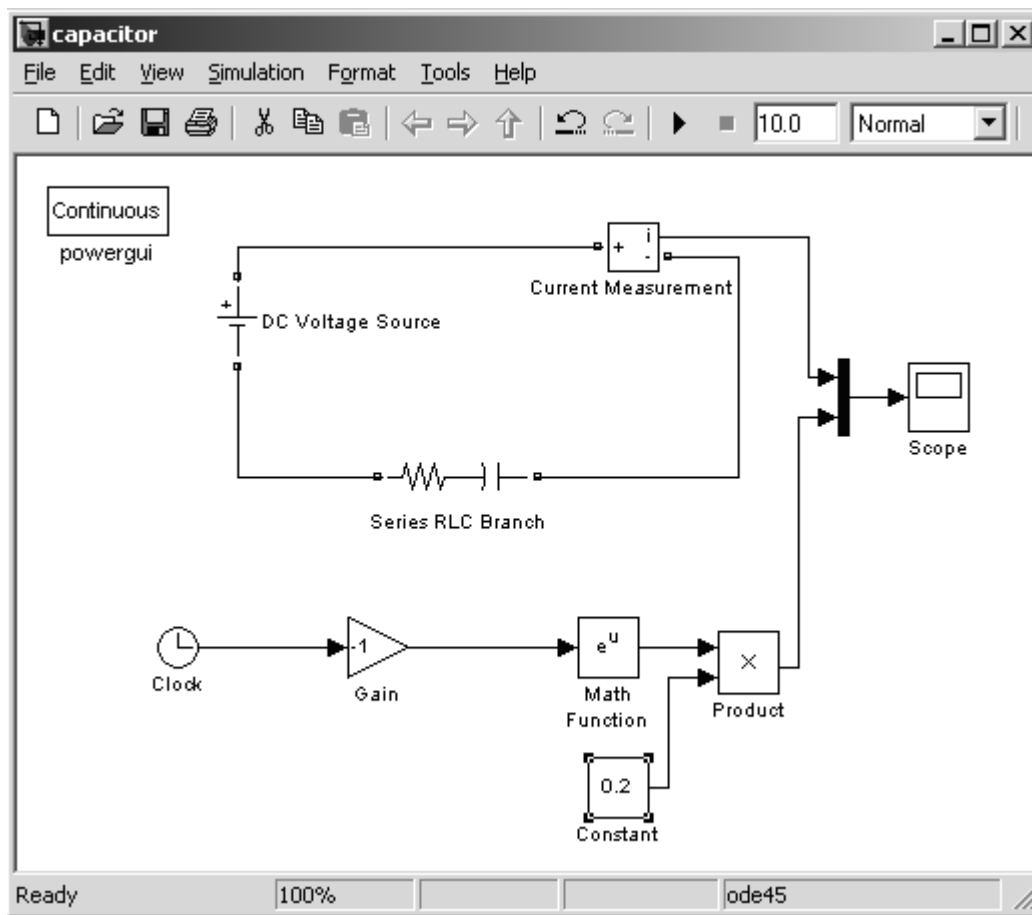 capacitor
File Edit View Simulation Format Tools Help
10.0 Normal
Continuous
powergui
+ i
-
Current Measurement
+
DC Voltage Source
Scope
Series RLC Branch
-1
Clock
Gain
e^u
Math
Function
×
Product
0.2
Constant
Ready 100% ode45